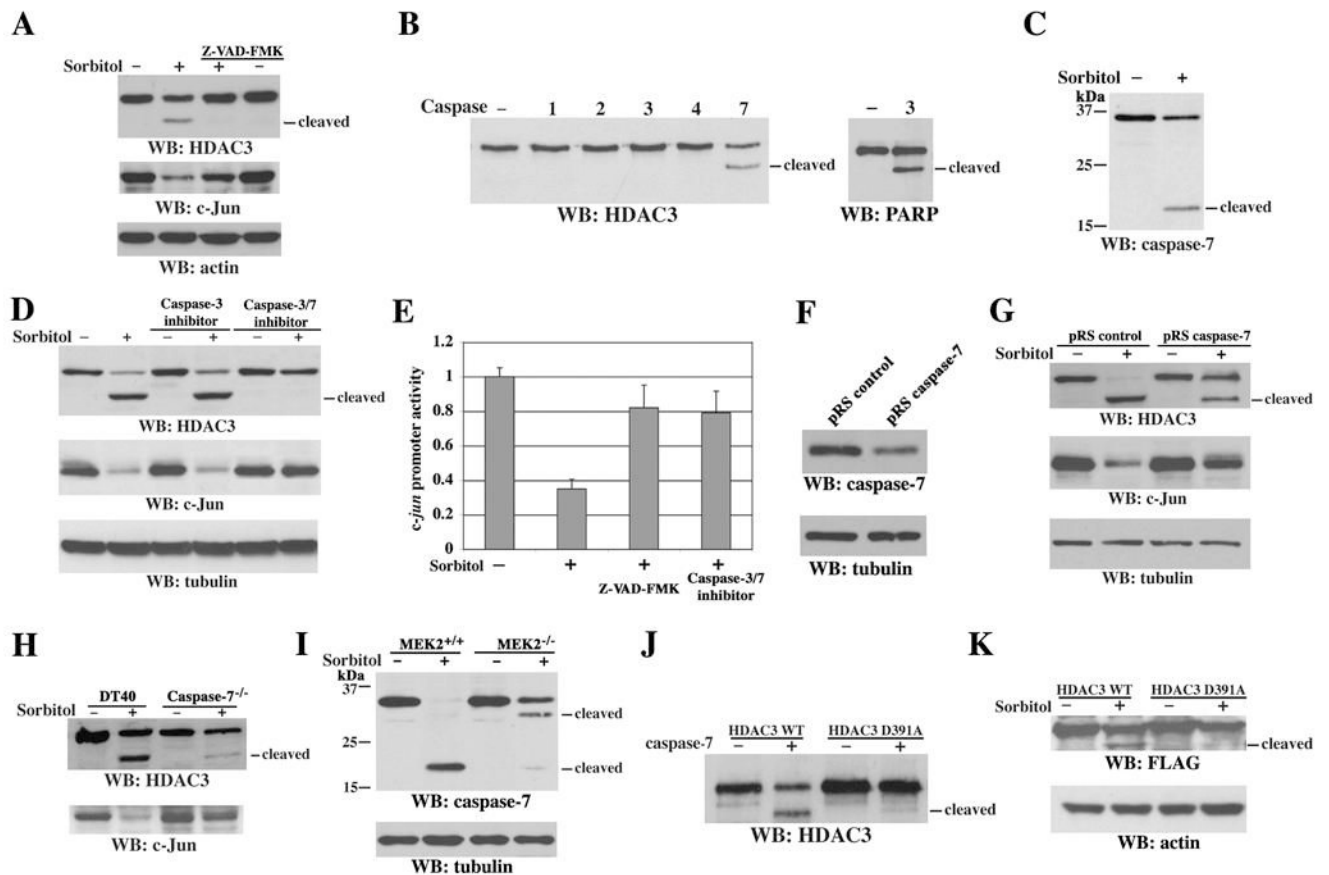 A
Z-VAD-FMK
Sorbitol − + + −
cleaved
WB: HDAC3
WB: c-Jun
WB: actin
B
Caspase − 1 2 3 4 7
cleaved
WB: HDAC3
− 3
cleaved
WB: PARP
C
Sorbitol − +
kDa
37
25
15
cleaved
WB: caspase-7
D
Caspase-3 inhibitor
Caspase-3/7 inhibitor
Sorbitol − + − + − +
cleaved
WB: HDAC3
WB: c-Jun
WB: tubulin
E
c-jun promoter activity
1.2
1
0.8
0.6
0.4
0.2
0
Sorbitol − + + +
Z-VAD-FMK
Caspase-3/7 inhibitor
F
pRS control
pRS caspase-7
WB: caspase-7
WB: tubulin
G
pRS control pRS caspase-7
Sorbitol − + − +
cleaved
WB: HDAC3
WB: c-Jun
WB: tubulin
H
DT40 Caspase-7-/-
Sorbitol − + − +
cleaved
WB: HDAC3
WB: c-Jun
I
MEK2+/+ MEK2-/-
Sorbitol − + − +
kDa
37
25
15
cleaved
cleaved
WB: caspase-7
WB: tubulin
J
HDAC3 WT HDAC3 D391A
caspase-7 − + − +
cleaved
WB: HDAC3
K
HDAC3 WT HDAC3 D391A
Sorbitol − + − +
cleaved
WB: FLAG
WB: actin